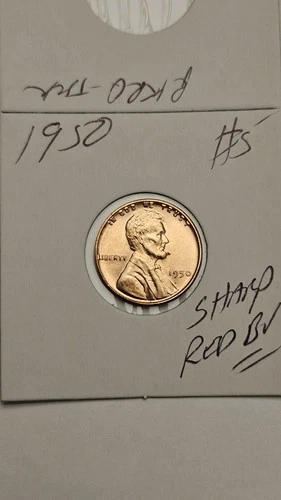 1950
#5
IN GOD WE TRUST
LIBERTY
1950
SHARP
RED BU